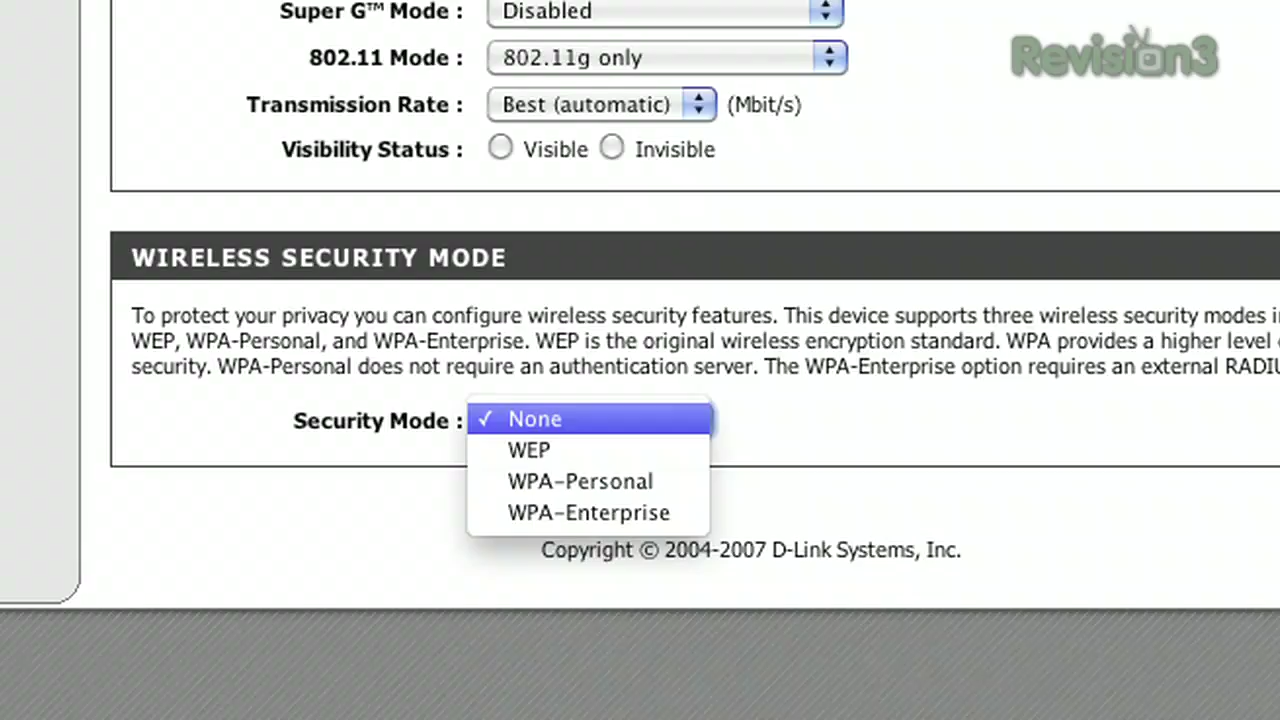 Super G™ Mode : Disabled
Revision3
802.11 Mode : 802.11g only
Transmission Rate : Best (automatic) (Mbit/s)
Visibility Status : Visible Invisible
WIRELESS SECURITY MODE
To protect your privacy you can configure wireless security features. This device supports three wireless security modes
WEP, WPA-Personal, and WPA-Enterprise. WEP is the original wireless encryption standard. WPA provides a higher level
security. WPA-Personal does not require an authentication server. The WPA-Enterprise option requires an external
Security Mode : ✓ None
WEP
WPA-Personal
WPA-Enterprise
Copyright © 2004-2007 D-Link Systems, Inc.